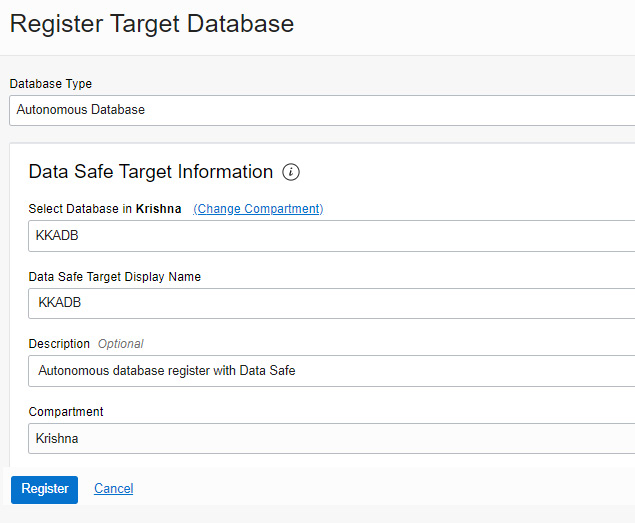 Register Target Database
Database Type
Autonomous Database
Data Safe Target Information i
Select Database in Krishna (Change Compartment)
KKADB
Data Safe Target Display Name
KKADB
Description Optional
Autonomous database register with Data Safe
Compartment
Krishna
Register Cancel